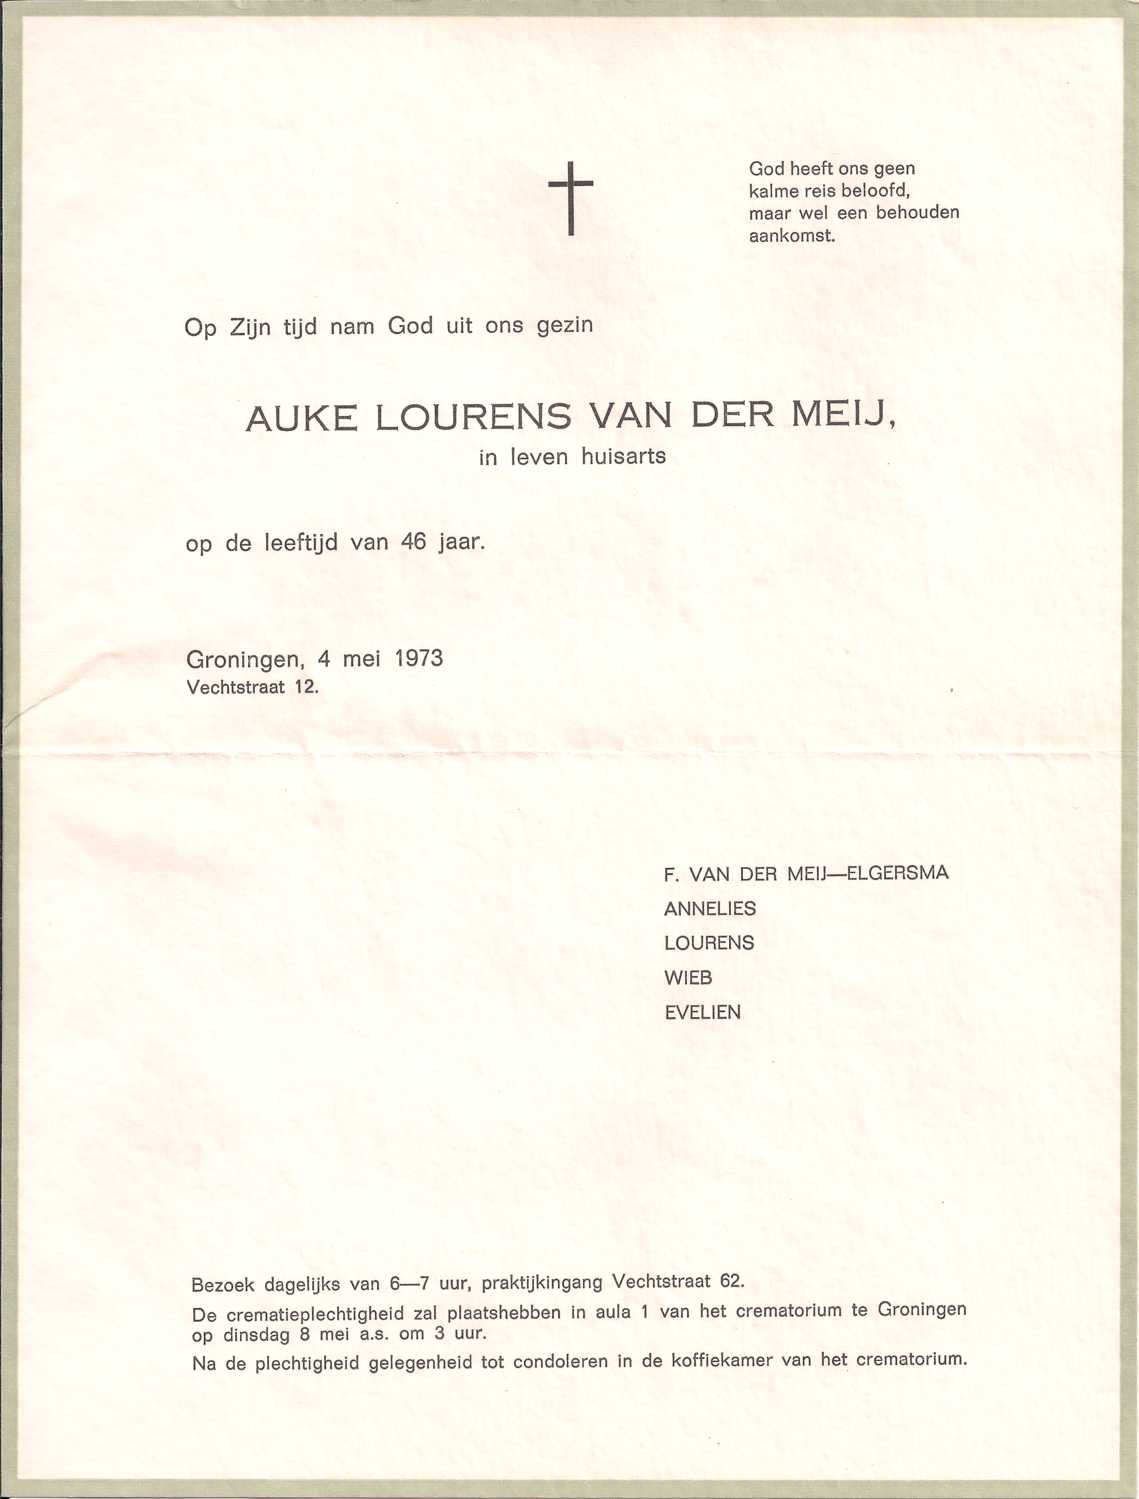 God heeft ons geen
kalme reis beloofd,
maar wel een behouden
aankomst.
Op Zijn tijd nam God uit ons gezin
AUKE LOURENS VAN DER MEIJ,
in leven huisarts
op de leeftijd van 46 jaar.
Groningen, 4 mei 1973
Vechtstraat 12.
F. VAN DER MEIJ—ELGERSMA
ANNELIES
LOURENS
WIEB
EVELIEN
Bezoek dagelijks van 6—7 uur, praktijkingang Vechtstraat 62.
De crematieplechtigheid zal plaatshebben in aula 1 van het crematorium te Groningen
op dinsdag 8 mei a.s. om 3 uur.
Na de plechtigheid gelegenheid tot condoleren in de koffiekamer van het crematorium.